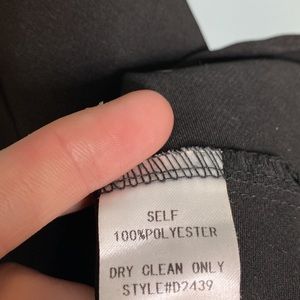 SELF
100%POLYESTER
DRY CLEAN ONLY
STYLE#D2439